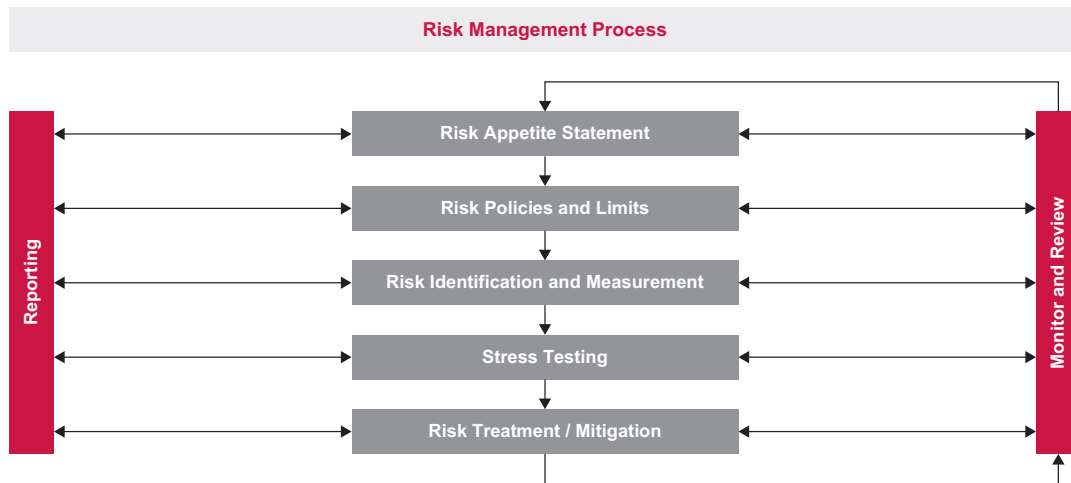 Risk Management Process
Reporting
Risk Appetite Statement
Risk Policies and Limits
Risk Identification and Measurement
Stress Testing
Risk Treatment / Mitigation
Monitor and Review